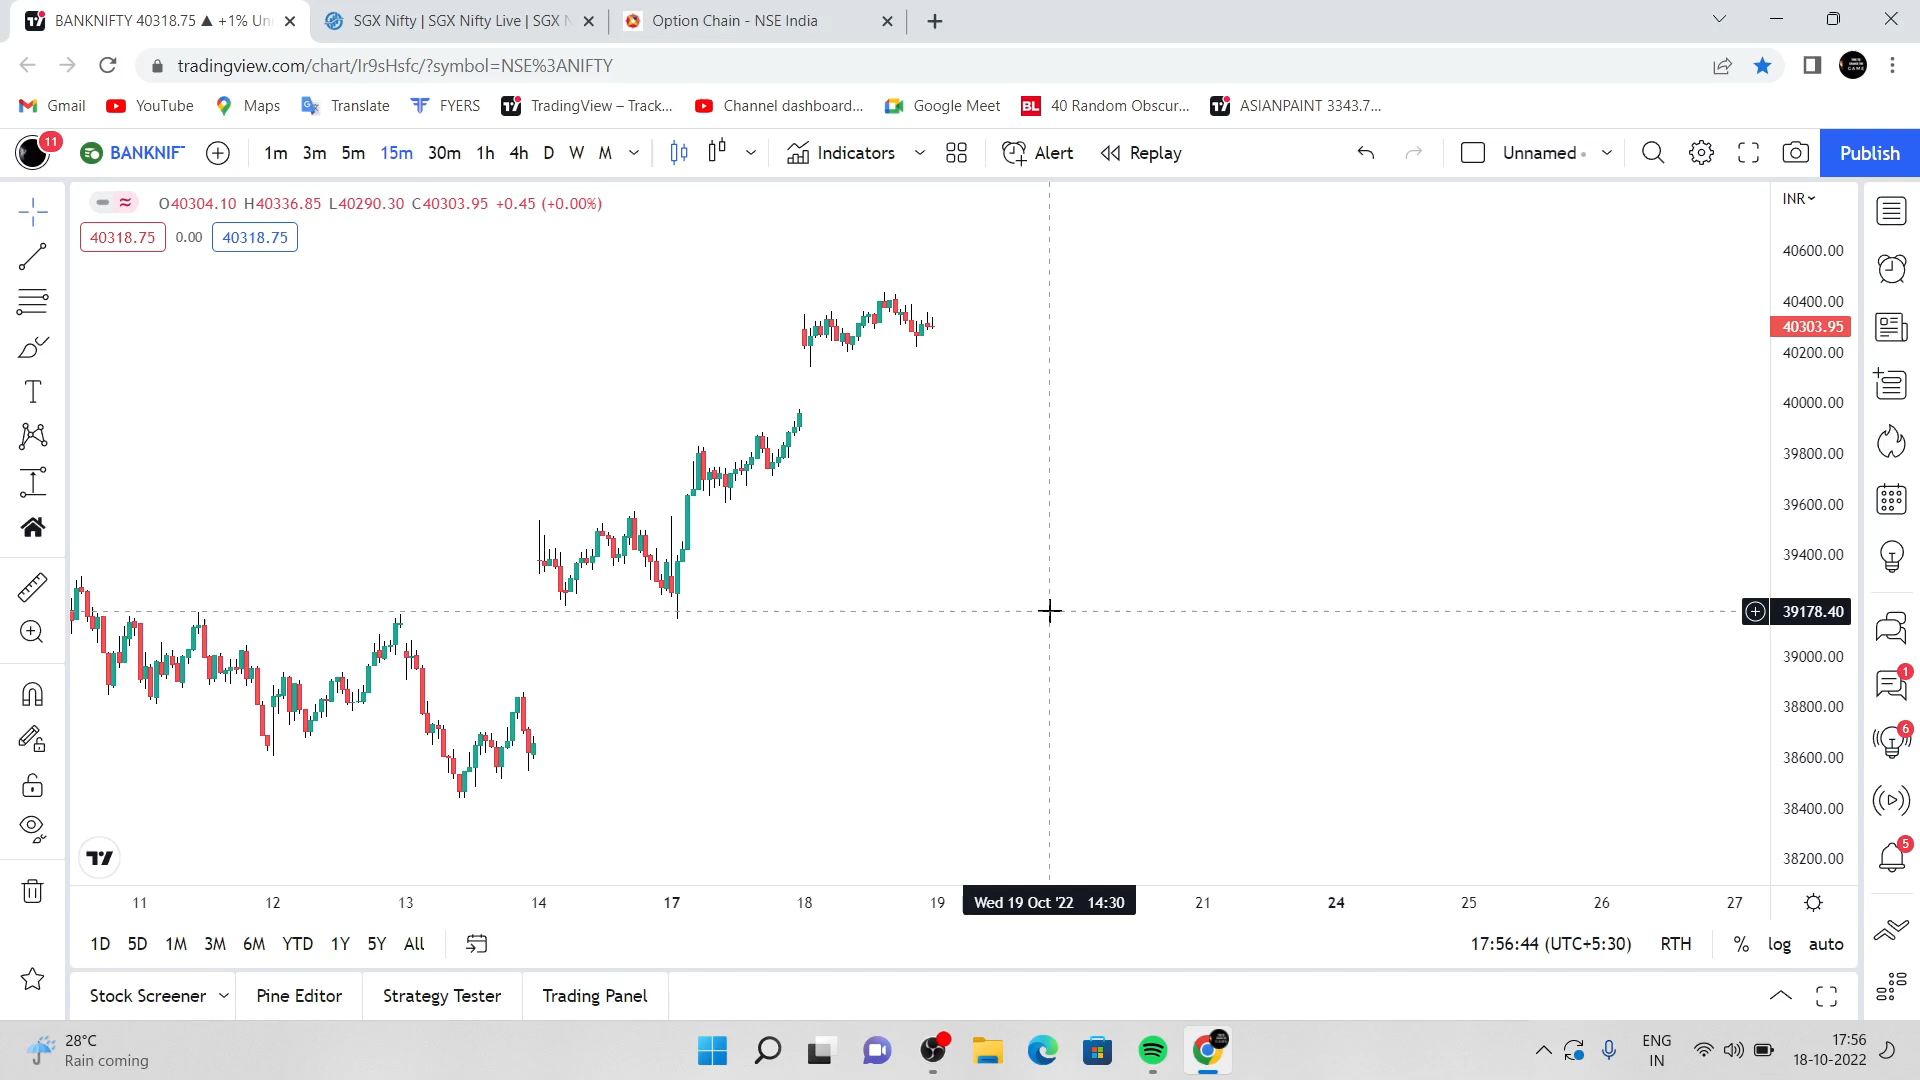 BANKNIFTY 40318.75 ▲ +1% Un
SGX Nifty | SGX Nifty Live | SGX N
Option Chain - NSE India
tradingview.com/chart/Ir9sHsfc/?symbol=NSE%3ANIFTY
Gmail YouTube Maps Translate FYERS TradingView – Track... Channel dashboard... Google Meet BL 40 Random Obscur... ASIANPAINT 3343.7...
11 BANKNIF 1m 3m 5m 15m 30m 1h 4h D W M Indicators Alert Replay Unnamed Publish
O40304.10 H40336.85 L40290.30 C40303.95 +0.45 (+0.00%)
INR
40318.75 0.00 40318.75
40600.00
40400.00
40303.95
40200.00
40000.00
39800.00
39600.00
39400.00
39178.40
39000.00
38800.00
38600.00
38400.00
38200.00
1
6
5
11 12 13 14 17 18 19 Wed 19 Oct '22 14:30 21 24 25 26 27
1D 5D 1M 3M 6M YTD 1Y 5Y All 17:56:44 (UTC+5:30) RTH % log auto
Stock Screener Pine Editor Strategy Tester Trading Panel
28°C
Rain coming
ENG
IN
17:56
18-10-2022